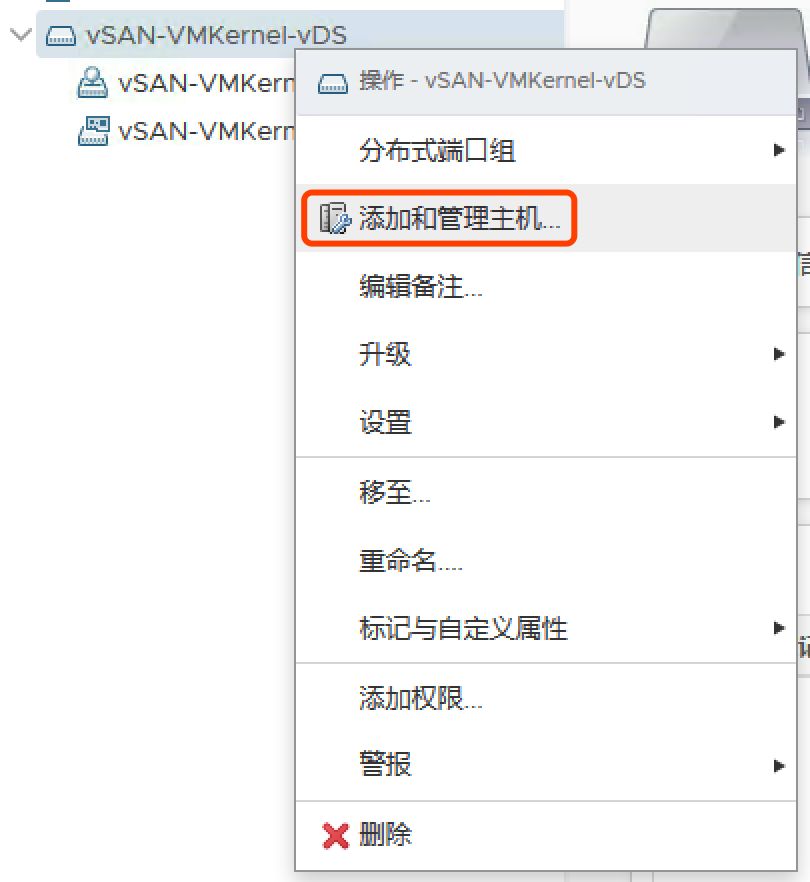 vSAN-VMKernel-vDS
vSAN-VMKern
vSAN-VMKern
操作 - vSAN-VMKernel-vDS
分布式端口组
添加和管理主机...
编辑备注...
升级
设置
移至...
重命名....
标记与自定义属性
添加权限...
警报
删除